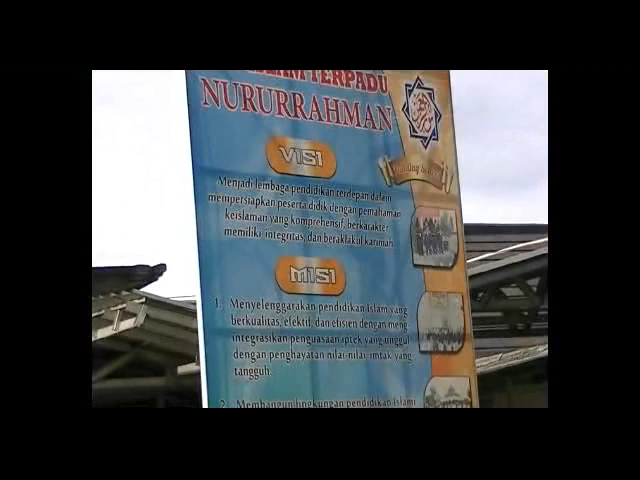 ISLAM TERPADU
NURURRAHMAN
VISI
Menjadi lembaga pendidikan terdepan dalam
mempersiapkan peserta didik dengan pemahaman
keislaman yang komprehensif, berkarakter
memiliki integritas, dan berakhlakul karimah
MISI
1. Menyelenggarakan pendidikan Islam yang
berkualitas, efektif, dan efisien dengan meng
integrasikan penguasaan iptek yang unggul
dengan penghayatan nilai-nilai imtak yang
tangguh.
2. Membangun lingkungan pendidikan Islami